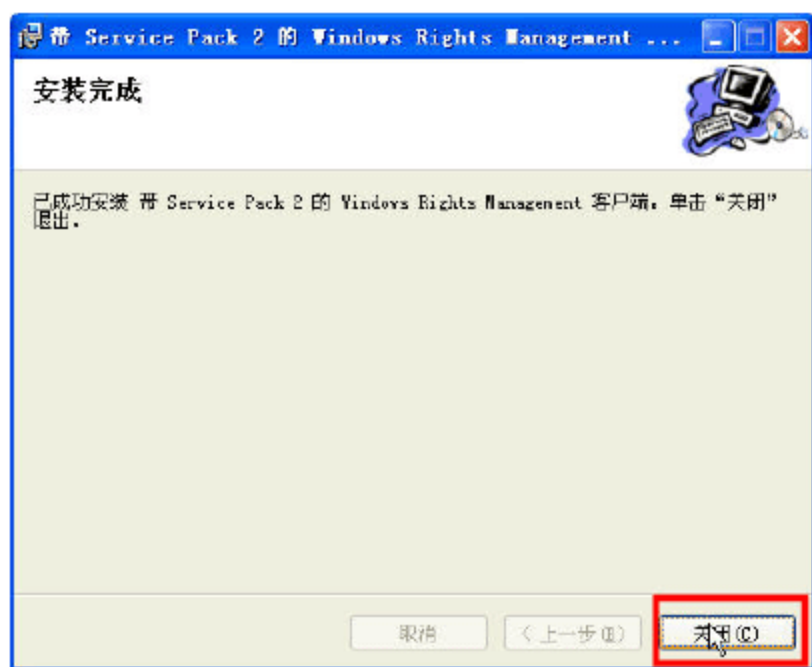 带 Service Pack 2 的 Windows Rights Management ...
安装完成
已成功安装 带 Service Pack 2 的 Windows Rights Management 客户端。单击“关闭”
退出。
取消
< 上一步(B)
关闭(C)